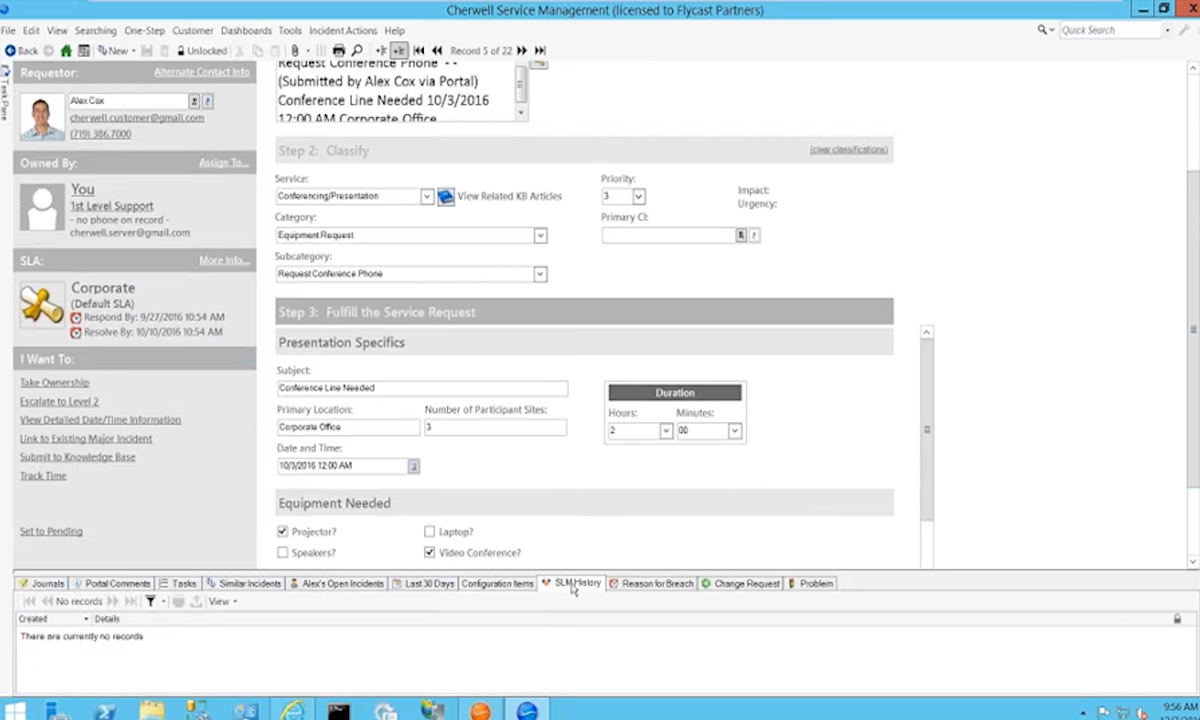 Cherwell Service Management (licensed to Flycast Partners)
File Edit View Searching One-Step Customer Dashboards Tools Incident Actions Help
Quick Search
Back New Unlocked Record 5 of 22
Task Pane
Requestor: Alternate Contact Info
Alex Cox
cherwell.customer@gmail.com
(719) 386.7000
Owned By: Assign To...
You
1st Level Support
- no phone on record -
cherwell.server@gmail.com
SLA: More Info...
Corporate
(Default SLA)
Respond By: 9/27/2016 10:54 AM
Resolve By: 10/10/2016 10:54 AM
I Want To:
Take Ownership
Escalate to Level 2
View Detailed Date/Time Information
Link to Existing Major Incident
Submit to Knowledge Base
Track Time
Set to Pending
Request Conference Phone - -
(Submitted by Alex Cox via Portal)
Conference Line Needed 10/3/2016
12:00 AM Corporate Office
Step 2: Classify (clear classifications)
Service: Priority:
Conferencing/Presentation View Related KB Articles 3 Impact:
Urgency:
Category: Primary CI:
Equipment Request
Subcategory:
Request Conference Phone
Step 3: Fulfill the Service Request
Presentation Specifics
Subject:
Conference Line Needed
Duration
Primary Location: Number of Participant Sites: Hours: Minutes:
Corporate Office 3 2 00
Date and Time:
10/3/2016 12:00 AM
Equipment Needed
Projector? Laptop?
Speakers? Video Conference?
Journals Portal Comments Tasks Similar Incidents Alex's Open Incidents Last 30 Days Configuration Items SLM History Reason for Breach Change Request Problem
No records View
Created Details
There are currently no records
9:56 AM